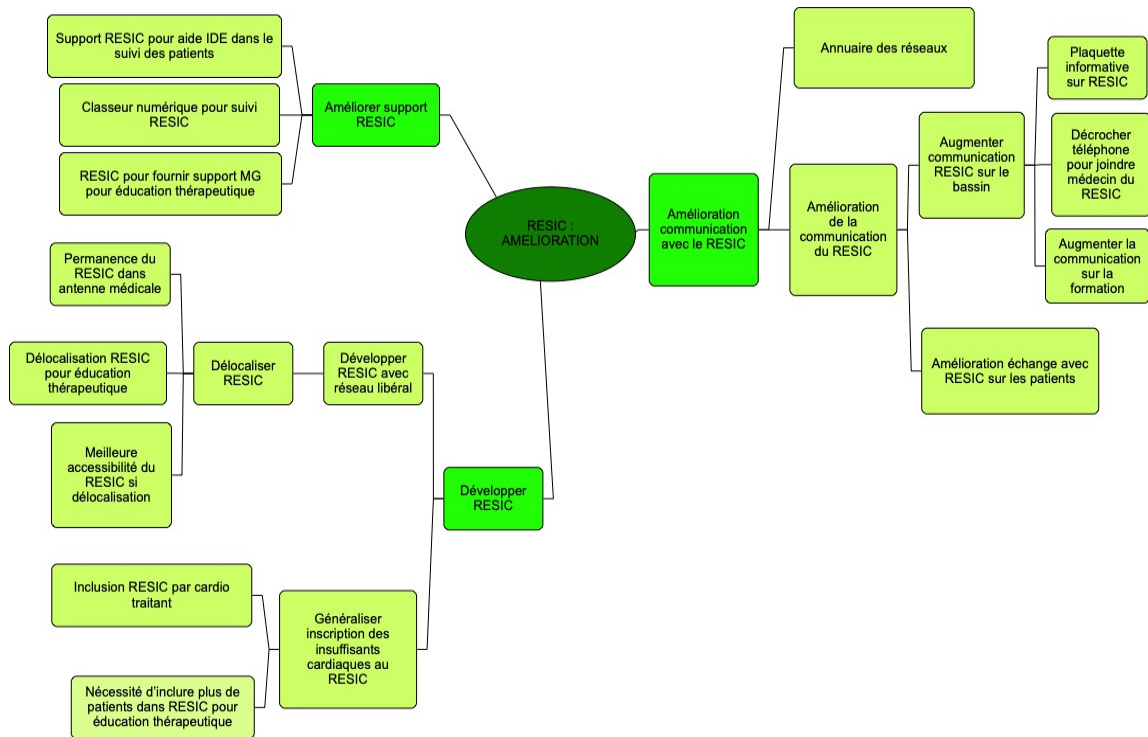 Support RESIC pour aide IDE dans le
suivi des patients
Classeur numérique pour suivi
RESIC
RESIC pour fournir support MG
pour éducation thérapeutique
Améliorer support
RESIC
Permanence du
RESIC dans
antenne médicale
Délocalisation RESIC
pour éducation
thérapeutique
Meilleure
accessibilité du
RESIC si
délocalisation
Délocaliser
RESIC
Développer
RESIC avec
réseau libéral
Développer
RESIC
Inclusion RESIC par cardio
traitant
Nécessité d'inclure plus de
patients dans RESIC pour
éducation thérapeutique
Généraliser
inscription des
insuffisants
cardiaques au
RESIC
RESIC :
AMELIORATION
Amélioration
communication
avec le RESIC
Annuaire des réseaux
Amélioration
de la
communication
du RESIC
Augmenter
communication
RESIC sur le
bassin
Plaquette
informative
sur RESIC
Décrocher
téléphone
pour joindre
médecin du
RESIC
Augmenter la
communication
sur la
formation
Amélioration échange avec
RESIC sur les patients